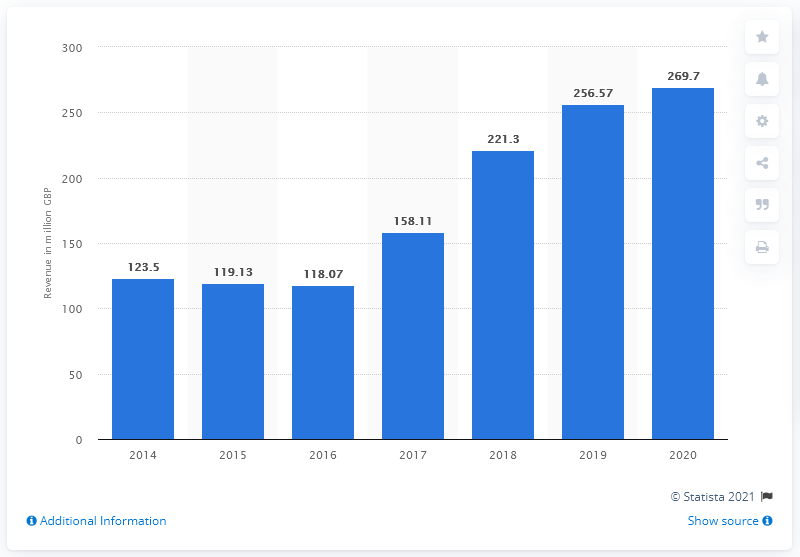 300
250
200
150
100
50
0
Revenue in million GBP
123.5
119.13
118.07
158.11
221.3
256.57
269.7
2014 2015 2016 2017 2018 2019 2020
© Statista 2021
Additional Information
Show source